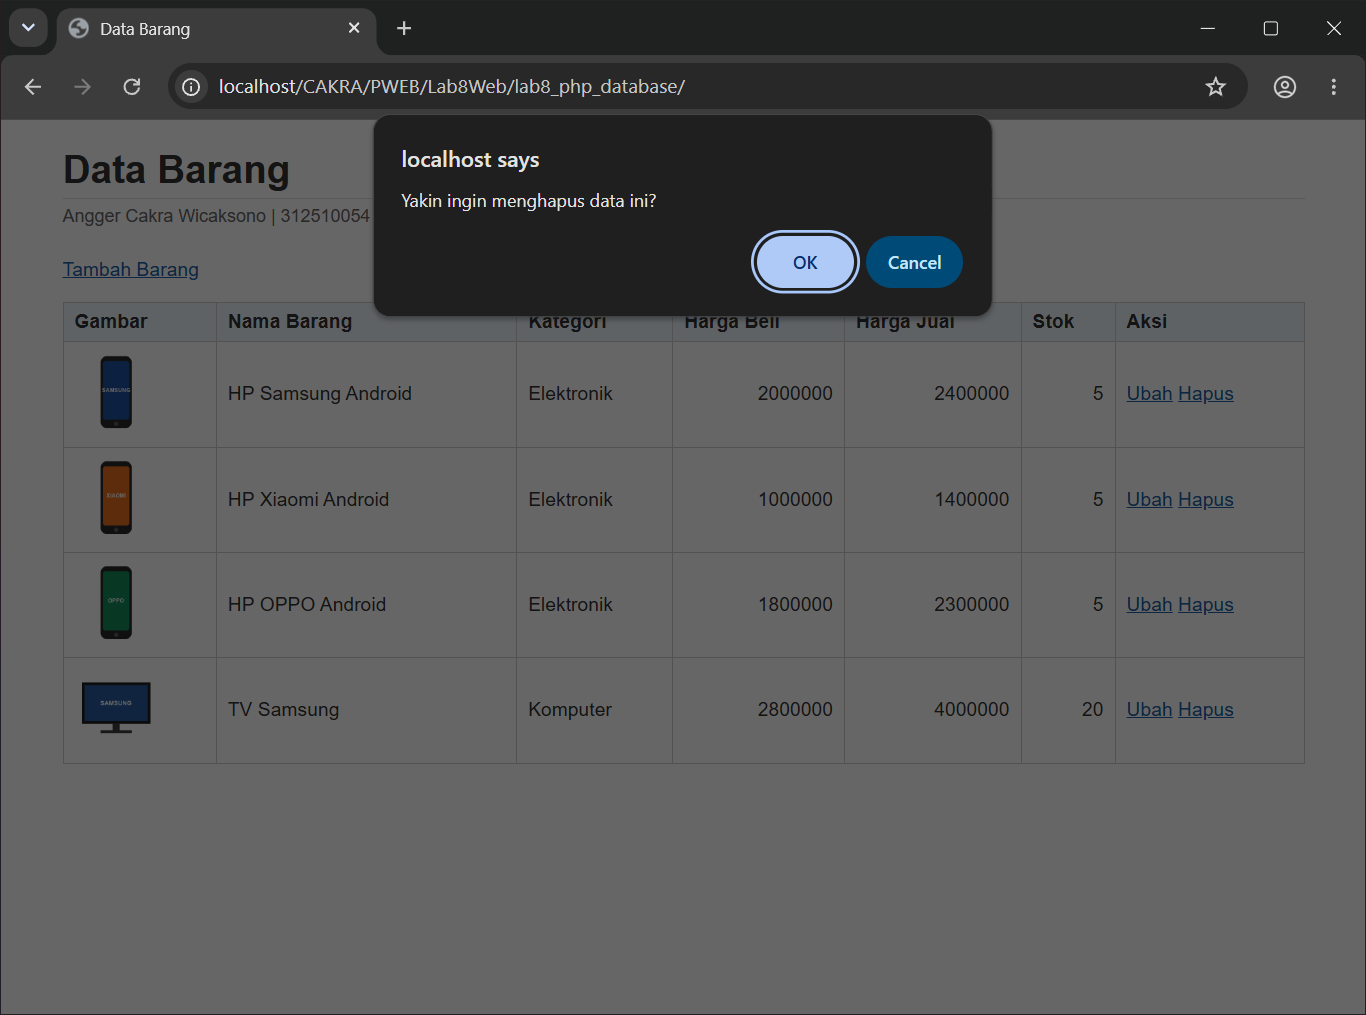 Data Barang
localhost/CAKRA/PWEB/Lab8Web/lab8_php_database/
localhost says
Yakin ingin menghapus data ini?
OK Cancel
Data Barang
Angger Cakra Wicaksono | 312510054
Tambah Barang
Gambar Nama Barang Kategori Harga Beli Harga Jual Stok Aksi
SAMSUNG HP Samsung Android Elektronik 2000000 2400000 5 Ubah Hapus
XIAOMI HP Xiaomi Android Elektronik 1000000 1400000 5 Ubah Hapus
OPPO HP OPPO Android Elektronik 1800000 2300000 5 Ubah Hapus
SAMSUNG TV Samsung Komputer 2800000 4000000 20 Ubah Hapus